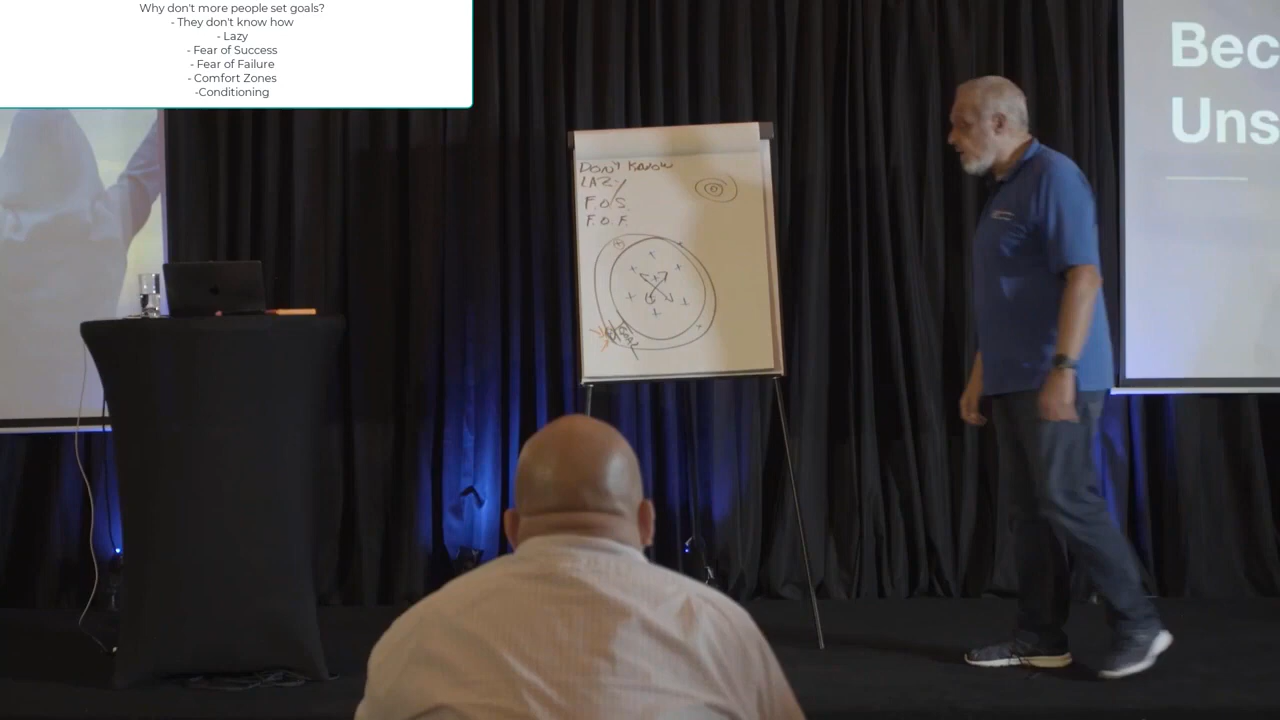 Why don't more people set goals?
- They don't know how
- Lazy
- Fear of Success
- Fear of Failure
- Comfort Zones
-Conditioning
Bec
Uns
DON'T KNOW
LAZY
F.O.S.
F.O.F.